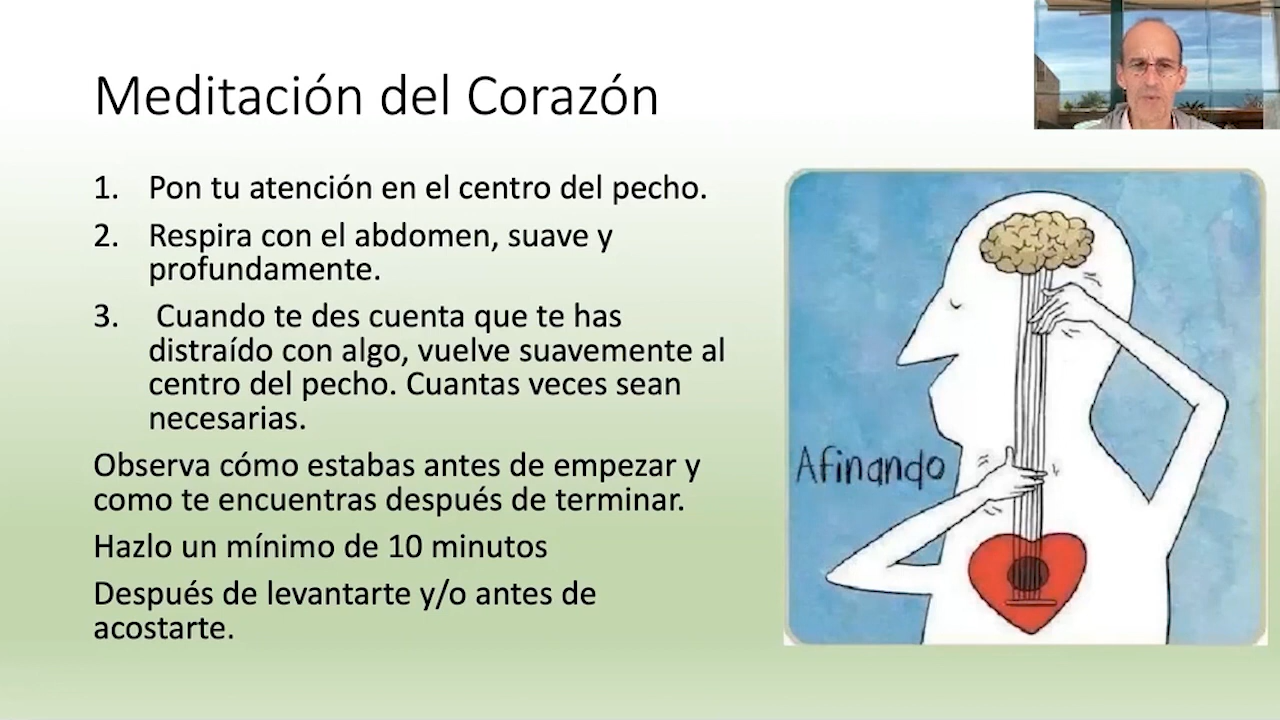 Meditación del Corazón
1. Pon tu atención en el centro del pecho.
2. Respira con el abdomen, suave y
profundamente.
3. Cuando te des cuenta que te has
distraído con algo, vuelve suavemente al
centro del pecho. Cuantas veces sean
necesarias.
Observa cómo estabas antes de empezar y
como te encuentras después de terminar.
Hazlo un mínimo de 10 minutos
Después de levantarte y/o antes de
acostarte.
Afinando